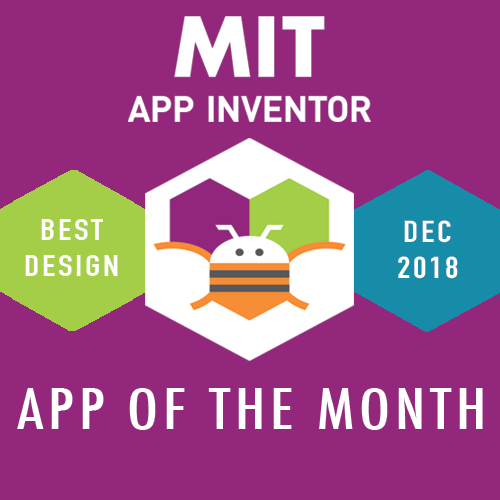 MIT
APP INVENTOR
BEST
DESIGN
DEC
2018
APP OF THE MONTH